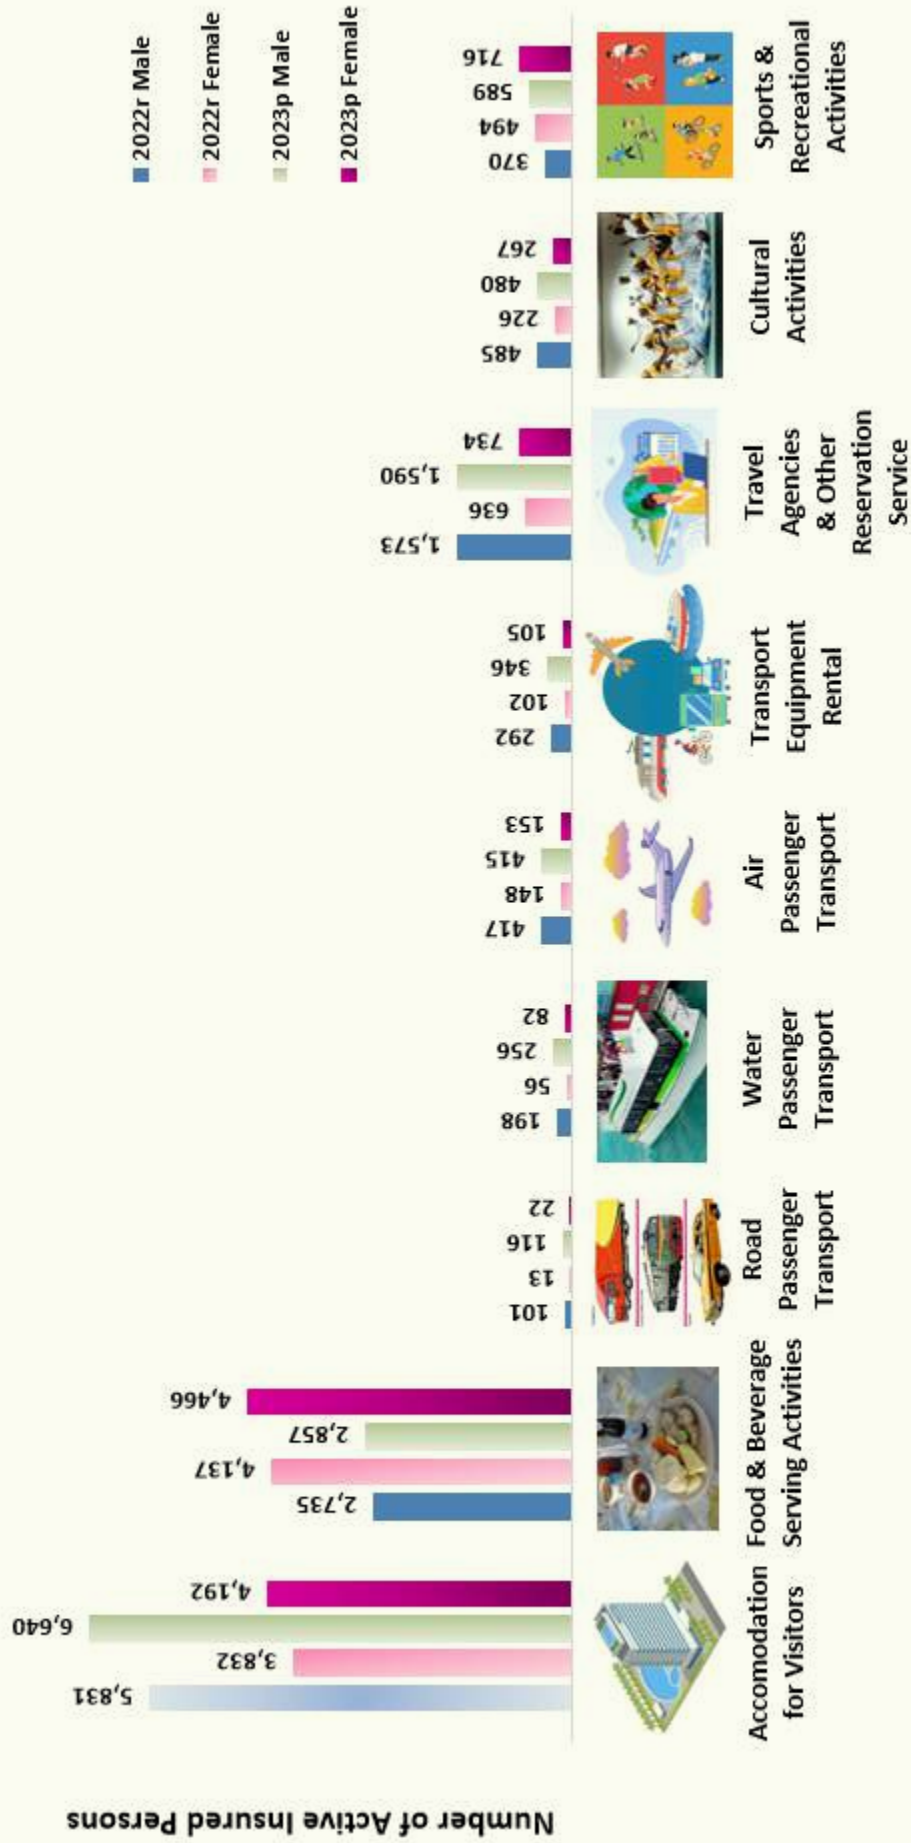 Number of Active Insured Persons
2022r Male
2022r Female
2023p Male
2023p Female
5,831
3,832
6,640
4,192
2,735
4,137
2,857
4,466
101
13
116
22
198
56
256
82
417
148
415
153
292
102
346
105
1,573
636
1,590
734
485
226
480
267
370
494
589
716
Accomodation
for Visitors
Food & Beverage
Serving Activities
Road
Passenger
Transport
Water
Passenger
Transport
Air
Passenger
Transport
Transport
Equipment
Rental
Travel
Agencies
& Other
Reservation
Service
Cultural
Activities
Sports &
Recreational
Activities